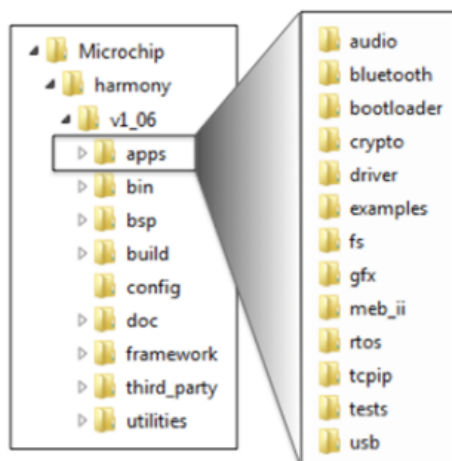 Microchip
harmony
v1_06
apps
bin
bsp
build
config
doc
framework
third_party
utilities
audio
bluetooth
bootloader
crypto
driver
examples
fs
gfx
meb_ii
rtos
tcpip
tests
usb